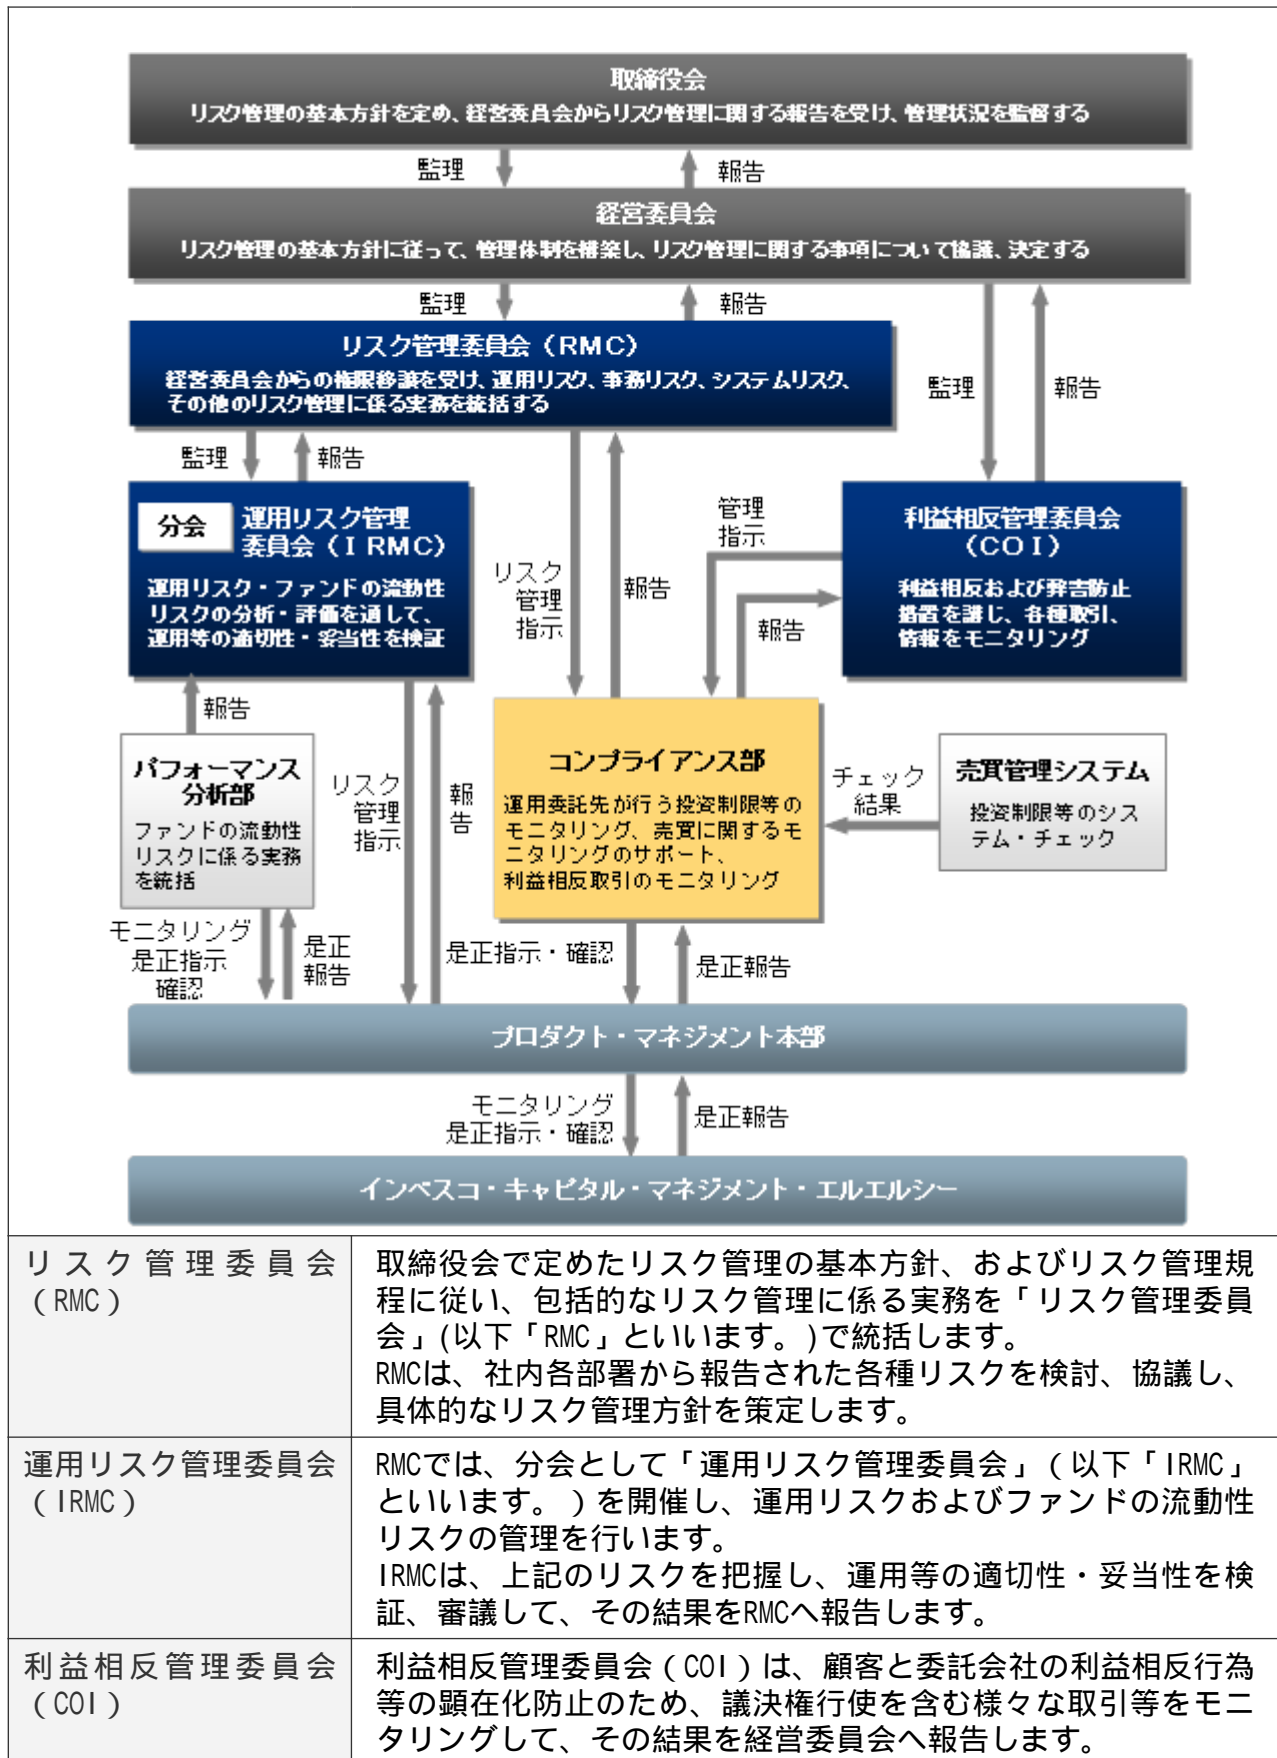 取締役会
リスク管理の基本方針を定め、経営委員会からリスク管理に関する報告を受け、管理状況を監督する
監理
報告
経営委員会
リスク管理の基本方針に従って、管理体制を構築し、リスク管理に関する事項について協議、決定する
監理
報告
リスク管理委員会（RMC）
経営委員会からの権限移譲を受け、運用リスク、事務リスク、システムリスク、
その他のリスク管理に係る実務を統括する
監理
報告
監理
報告
分会
運用リスク管理
委員会（IRMC）
運用リスク・ファンドの流動性
リスクの分析・評価を通して、
運用等の適切性・妥当性を検証
リスク
管理
指示
報告
管理
指示
報告
利益相反管理委員会
（COI）
利益相反および弊害防止
措置を講じ、各種取引、
情報をモニタリング
報告
パフォーマンス
分析部
ファンドの流動性
リスクに係る実務
を統括
リスク
管理
指示
報
告
コンプライアンス部
運用委託先が行う投資制限等の
モニタリング、売買に関するモ
ニタリングのサポート、
利益相反取引のモニタリング
チェック
結果
売買管理システム
投資制限等のシス
テム・チェック
モニタリング
是正指示
確認
是正
報告
是正指示・確認
是正報告
プロダクト・マネジメント本部
モニタリング
是正指示・確認
是正報告
インベスコ・キャピタル・マネジメント・エルエルシー
リスク管理委員会
（RMC）
取締役会で定めたリスク管理の基本方針、およびリスク管理規
程に従い、包括的なリスク管理に係る実務を「リスク管理委員
会」(以下「RMC」といいます。)で統括します。
RMCは、社内各部署から報告された各種リスクを検討、協議し、
具体的なリスク管理方針を策定します。
運用リスク管理委員会
（IRMC）
RMCでは、分会として「運用リスク管理委員会」（以下「IRMC」
といいます。）を開催し、運用リスクおよびファンドの流動性
リスクの管理を行います。
IRMCは、上記のリスクを把握し、運用等の適切性・妥当性を検
証、審議して、その結果をRMCへ報告します。
利益相反管理委員会
（COI）
利益相反管理委員会（COI）は、顧客と委託会社の利益相反行為
等の顕在化防止のため、議決権行使を含む様々な取引等をモニ
タリングして、その結果を経営委員会へ報告します。